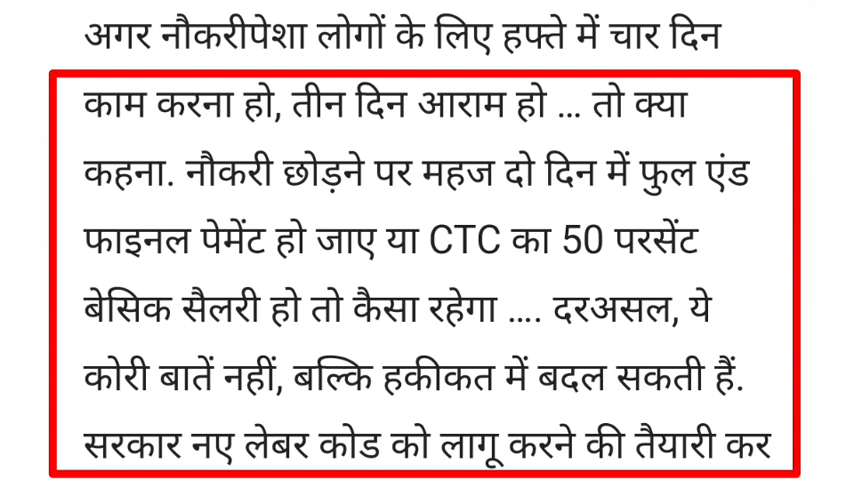 अगर नौकरीपेशा लोगों के लिए हफ्ते में चार दिन
काम करना हो, तीन दिन आराम हो ... तो क्या
कहना. नौकरी छोड़ने पर महज दो दिन में फुल एंड
फाइनल पेमेंट हो जाए या CTC का 50 परसेंट
बेसिक सैलरी हो तो कैसा रहेगा .... दरअसल, ये
कोरी बातें नहीं, बल्कि हकीकत में बदल सकती हैं.
सरकार नए लेबर कोड को लागू करने की तैयारी कर